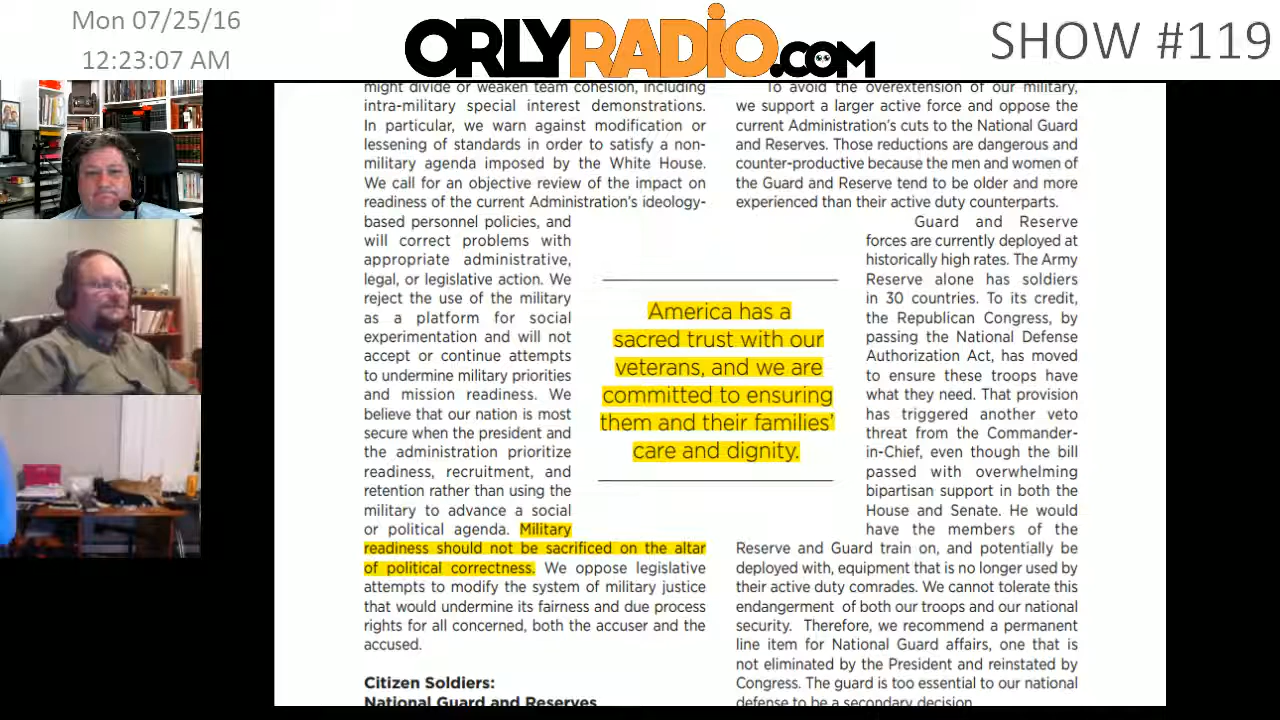 Mon 07/25/16
12:23:07 AM
ORLYRADiO.COM
SHOW #119
might divide or weaken team cohesion, including
intra-military special interest demonstrations.
In particular, we warn against modification or
lessening of standards in order to satisfy a non-
military agenda imposed by the White House.
We call for an objective review of the impact on
readiness of the current Administration's ideology-
based personnel policies, and
will correct problems with
appropriate administrative,
legal, or legislative action. We
reject the use of the military
as a platform for social
experimentation and will not
accept or continue attempts
to undermine military priorities
and mission readiness. We
believe that our nation is most
secure when the president and
the administration prioritize
readiness, recruitment, and
retention rather than using the
military to advance a social
or political agenda. Military
readiness should not be sacrificed on the altar
of political correctness. We oppose legislative
attempts to modify the system of military justice
that would undermine its fairness and due process
rights for all concerned, both the accuser and the
accused.
Citizen Soldiers:
National Guard and Reserves
America has a
sacred trust with our
veterans, and we are
committed to ensuring
them and their families'
care and dignity.
To avoid the overextension of our military,
we support a larger active force and oppose the
current Administration's cuts to the National Guard
and Reserves. Those reductions are dangerous and
counter-productive because the men and women of
the Guard and Reserve tend to be older and more
experienced than their active duty counterparts.
Guard and Reserve
forces are currently deployed at
historically high rates. The Army
Reserve alone has soldiers
in 30 countries. To its credit,
the Republican Congress, by
passing the National Defense
Authorization Act, has moved
to ensure these troops have
what they need. That provision
has triggered another veto
threat from the Commander-
in-Chief, even though the bill
passed with overwhelming
bipartisan support in both the
House and Senate. He would
have the members of the
Reserve and Guard train on, and potentially be
deployed with, equipment that is no longer used by
their active duty comrades. We cannot tolerate this
endangerment of both our troops and our national
security. Therefore, we recommend a permanent
line item for National Guard affairs, one that is
not eliminated by the President and reinstated by
Congress. The guard is too essential to our national
defense to be a secondary decision.